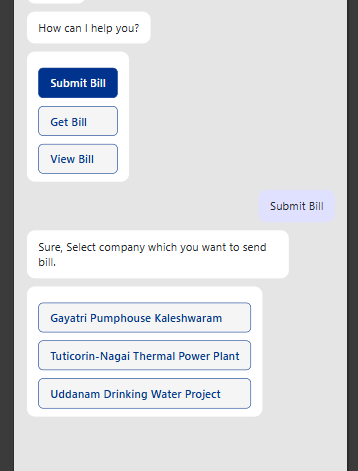 How can I help you?
Submit Bill
Get Bill
View Bill
Submit Bill
Sure, Select company which you want to send
bill.
Gayatri Pumphouse Kaleshwaram
Tuticorin-Nagai Thermal Power Plant
Uddanam Drinking Water Project